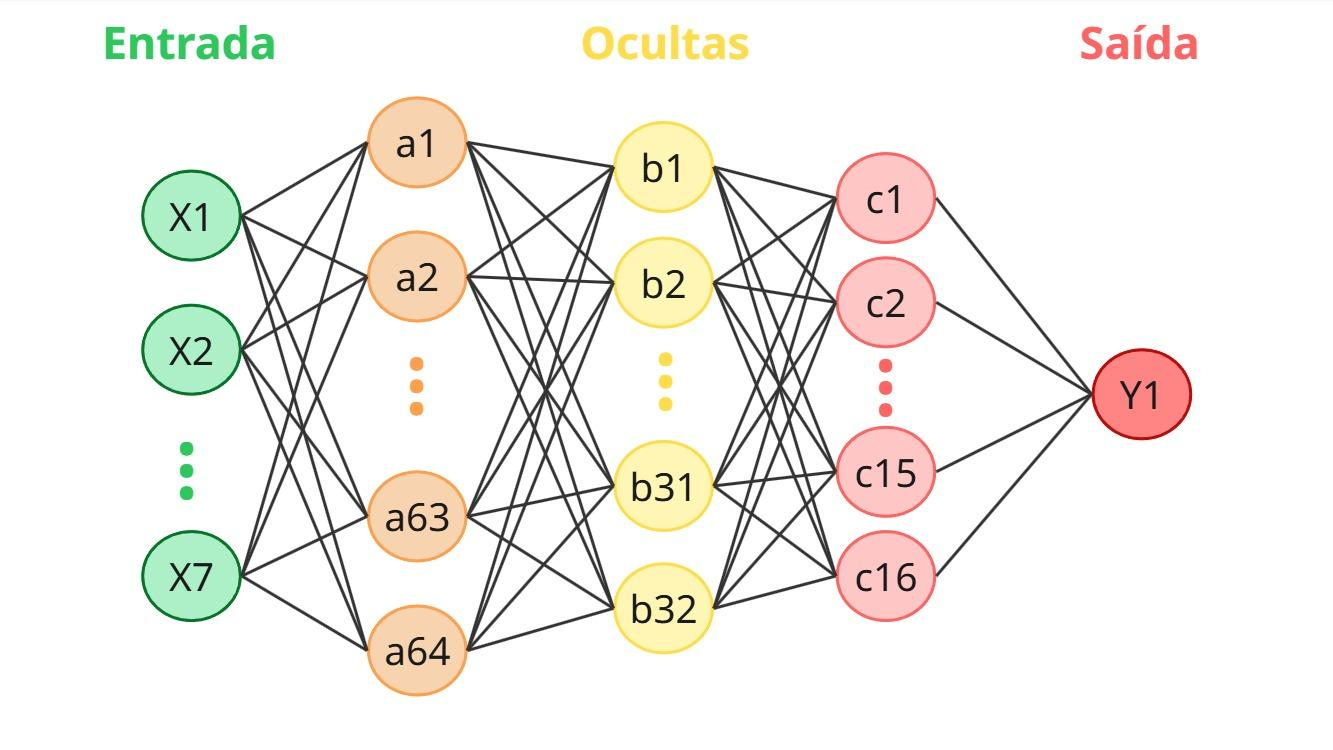 Entrada
Ocultas
Saída
X1
X2
X7
a1
a2
a63
a64
b1
b2
b31
b32
c1
c2
c15
c16
Y1